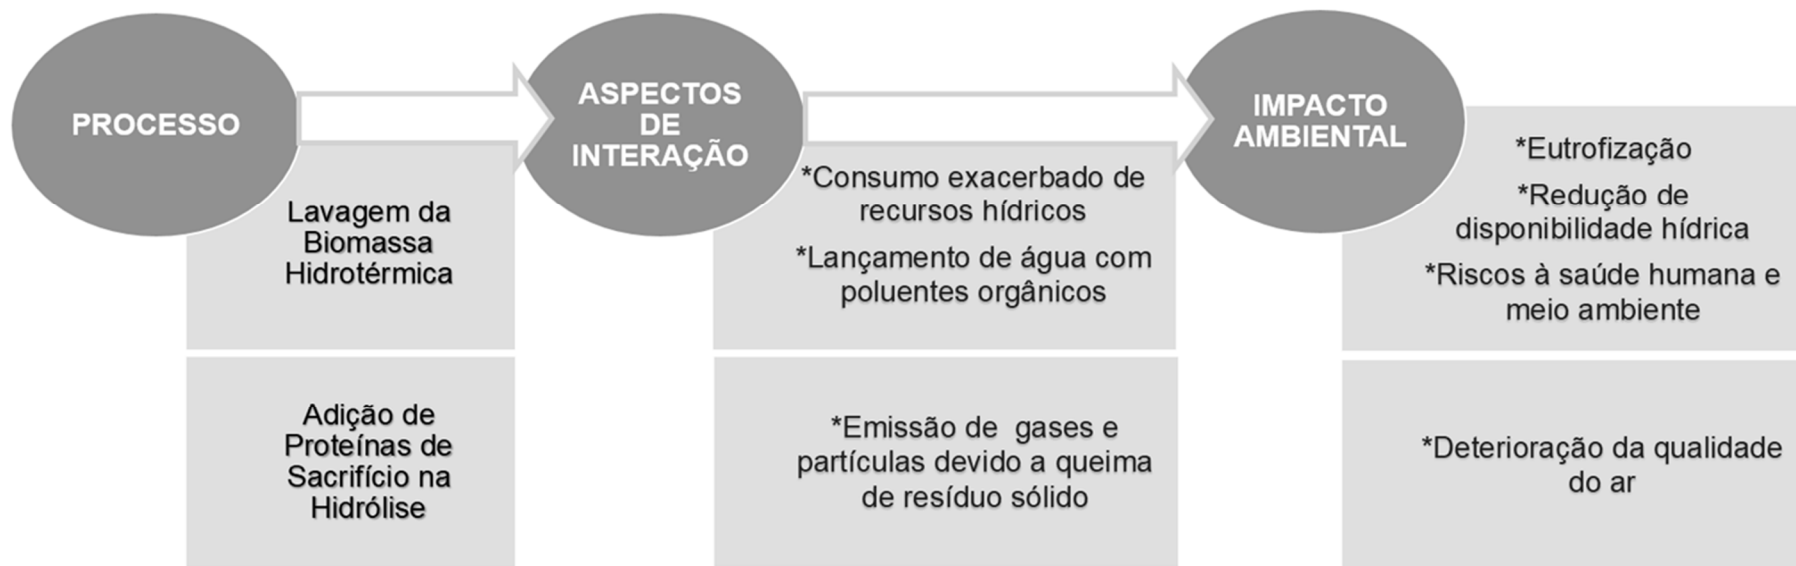 PROCESSO
ASPECTOS
DE
INTERAÇÃO
IMPACTO
AMBIENTAL
Lavagem da
Biomassa
Hidrotérmica
*Consumo exacerbado de
recursos hídricos
*Lançamento de água com
poluentes orgânicos
*Eutrofização
*Redução de
disponibilidade hídrica
*Riscos à saúde humana e
meio ambiente
Adição de
Proteínas de
Sacrifício na
Hidrólise
*Emissão de  gases e
partículas devido a queima
de resíduo sólido
*Deterioração da qualidade
do ar